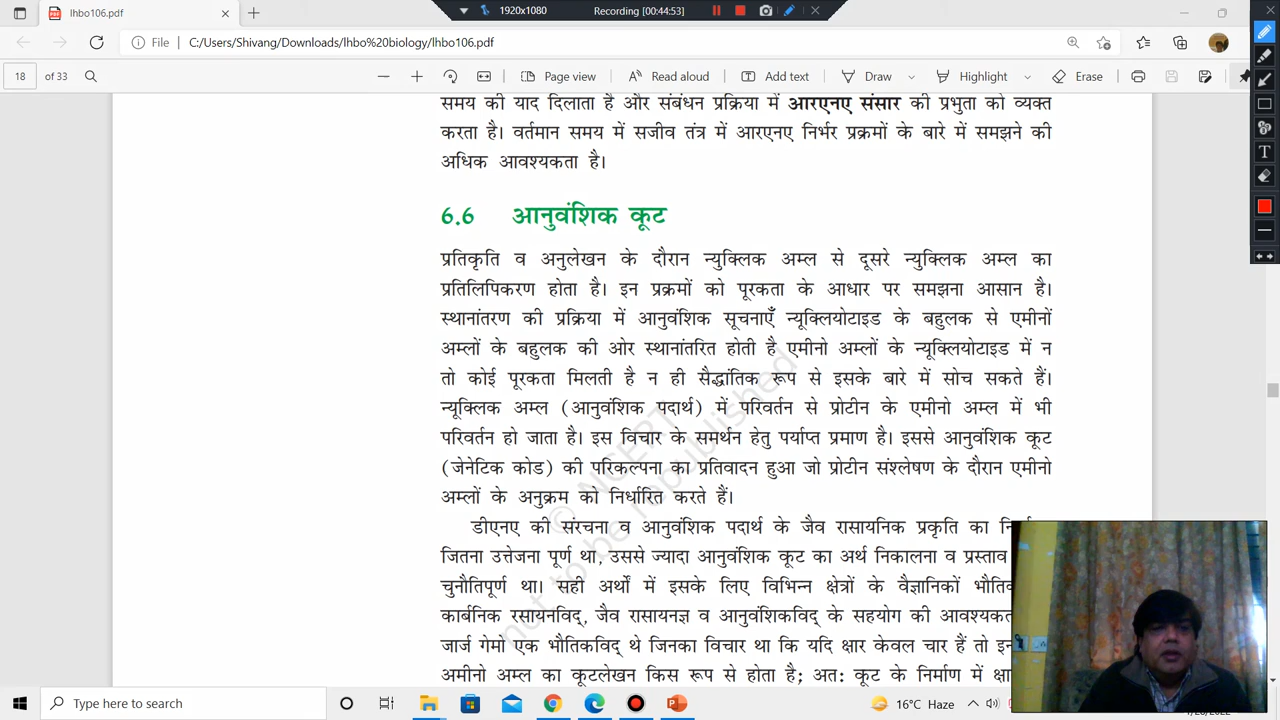 lhbo106.pdf
1920x1080 Recording [00:44:53]
File C:/Users/Shivang/Downloads/lhbo%20biology/lhbo106.pdf
18 of 33 Page view Read aloud Add text Draw Highlight Erase
समय की याद दिलाता है और संबंधन प्रक्रिया में आरएनए संसार की प्रभुता को व्यक्त
करता है। वर्तमान समय में सजीव तंत्र में आरएनए निर्भर प्रक्रमों के बारे में समझने की
अधिक आवश्यकता है।
6.6 आनुवंशिक कूट
प्रतिकृति व अनुलेखन के दौरान न्युक्लिक अम्ल से दूसरे न्युक्लिक अम्ल का
प्रतिलिपिकरण होता है। इन प्रक्रमों को पूरकता के आधार पर समझना आसान है।
स्थानांतरण की प्रक्रिया में आनुवंशिक सूचनाएँ न्यूक्लियोटाइड के बहुलक से एमीनों
अम्लों के बहुलक की ओर स्थानांतरित होती है एमीनो अम्लों के न्यूक्लियोटाइड में न
तो कोई पूरकता मिलती है न ही सैद्धांतिक रूप से इसके बारे में सोच सकते हैं।
न्यूक्लिक अम्ल (आनुवंशिक पदार्थ) में परिवर्तन से प्रोटीन के एमीनो अम्ल में भी
परिवर्तन हो जाता है। इस विचार के समर्थन हेतु पर्याप्त प्रमाण है। इससे आनुवंशिक कूट
(जेनेटिक कोड) की परिकल्पना का प्रतिवादन हुआ जो प्रोटीन संश्लेषण के दौरान एमीनो
अम्लों के अनुक्रम को निर्धारित करते हैं।
डीएनए की संरचना व आनुवंशिक पदार्थ के जैव रासायनिक प्रकृति का
जितना उत्तेजना पूर्ण था, उससे ज्यादा आनुवंशिक कूट का अर्थ निकालना व प्रस्ताव
चुनौतिपूर्ण था। सही अर्थों में इसके लिए विभिन्न क्षेत्रों के वैज्ञानिकों
कार्बनिक रसायनविद्, जैव रासायनज्ञ व आनुवंशिकविद् के सहयोग की
जार्ज गेमो एक भौतिकविद् थे जिनका विचार था कि यदि क्षार केवल चार हैं तो
अमीनो अम्ल का कूटलेखन किस रूप से होता है; अत: कूट के निर्माण में
© NCERT
not to be republished
Type here to search
16°C Haze